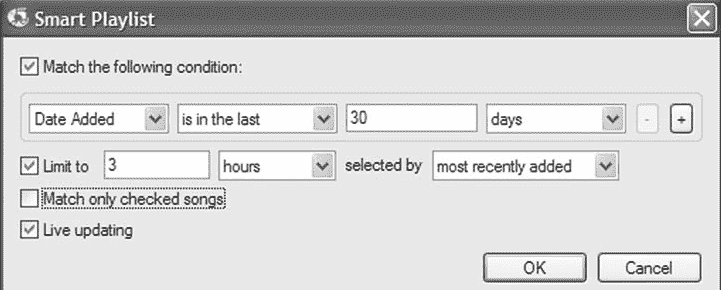 Smart Playlist
Match the following condition:
Date Added is in the last 30 days - +
Limit to 3 hours selected by most recently added
Match only checked songs
Live updating
OK Cancel